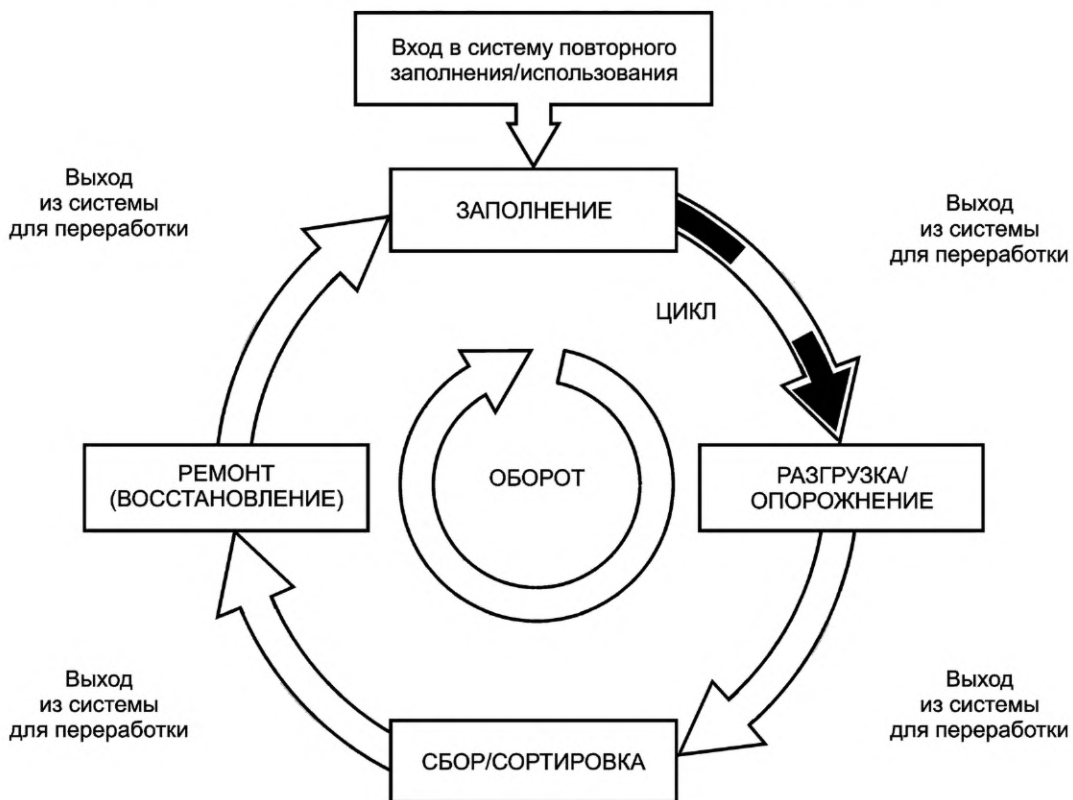 Вход в систему повторного
заполнения/использования
Выход
из системы
для переработки
ЗАПОЛНЕНИЕ
Выход
из системы
для переработки
ЦИКЛ
РЕМОНТ
(ВОССТАНОВЛЕНИЕ)
ОБОРОТ
РАЗГРУЗКА/
ОПОРОЖНЕНИЕ
Выход
из системы
для переработки
СБОР/СОРТИРОВКА
Выход
из системы
для переработки